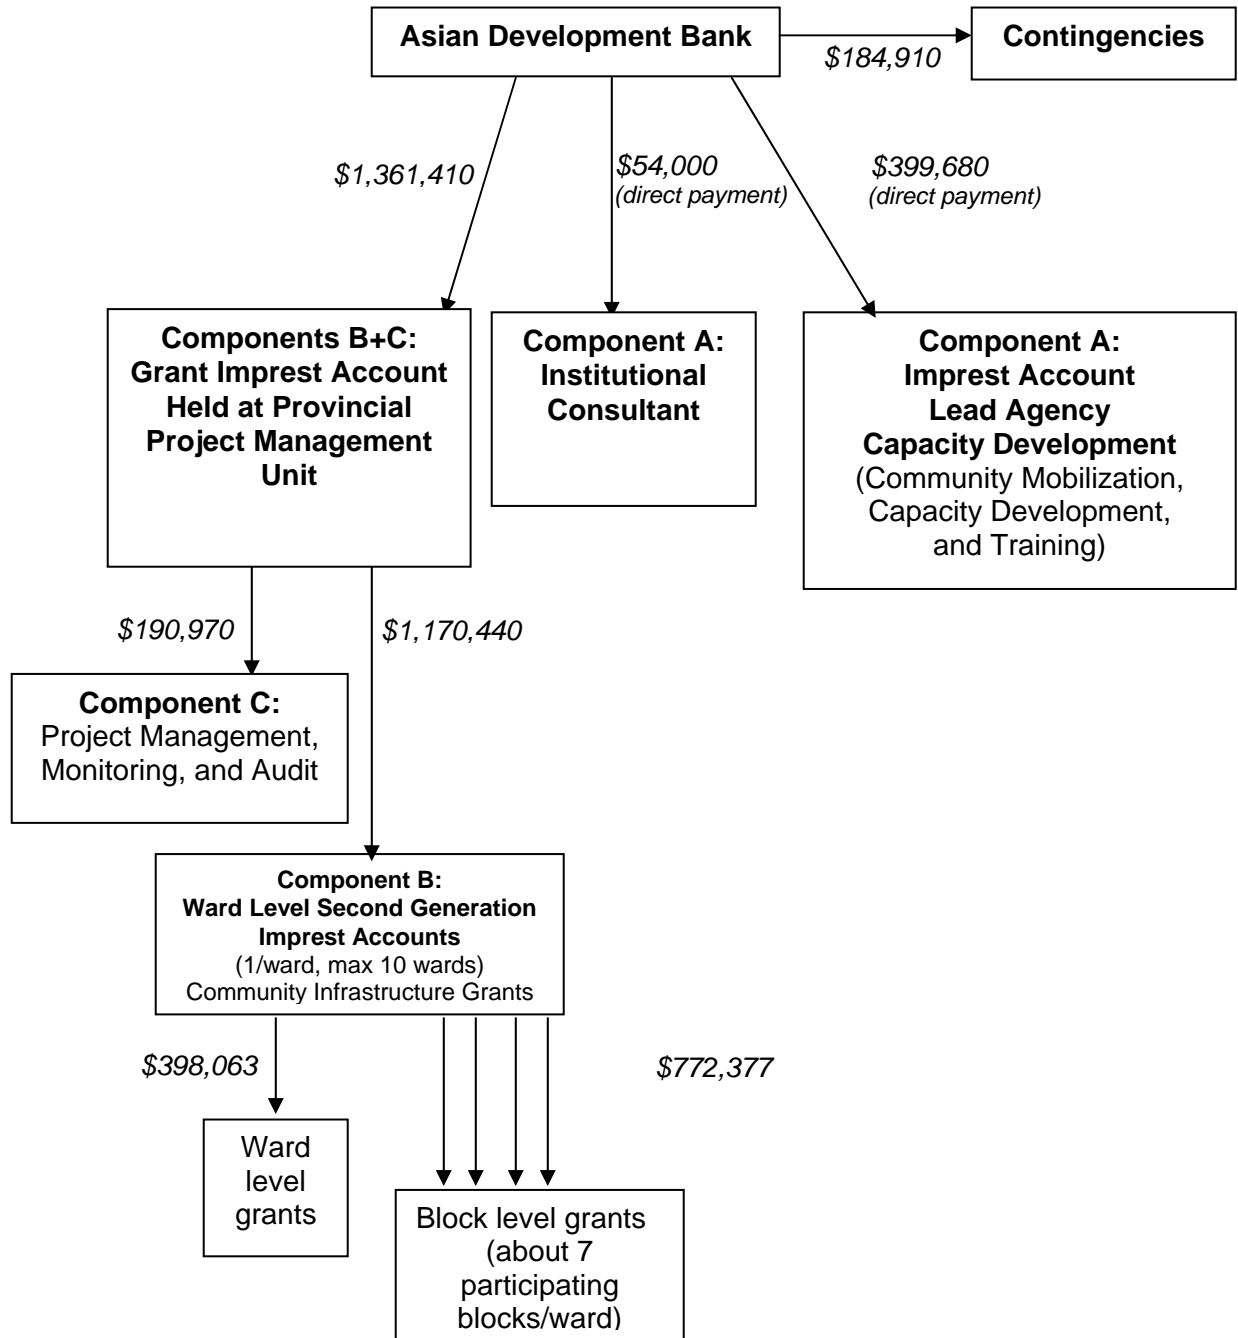 Asian Development Bank
Contingencies
$184,910
$1,361,410
$54,000
(direct payment)
$399,680
(direct payment)
Components B+C:
Grant Imprest Account
Held at Provincial
Project Management
Unit
Component A:
Institutional
Consultant
Component A:
Imprest Account
Lead Agency
Capacity Development
(Community Mobilization,
Capacity Development,
and Training)
$190,970
$1,170,440
Component C:
Project Management,
Monitoring, and Audit
Component B:
Ward Level Second Generation
Imprest Accounts
(1/ward, max 10 wards)
Community Infrastructure Grants
$398,063
$772,377
Ward
level
grants
Block level grants
(about 7
participating
blocks/ward)